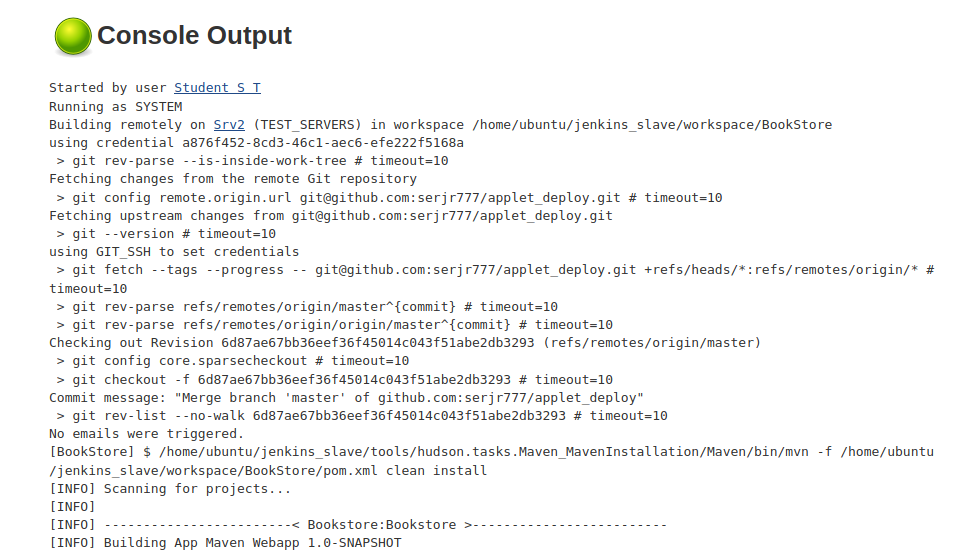 Console Output
Started by user Student S T
Running as SYSTEM
Building remotely on Srv2 (TEST_SERVERS) in workspace /home/ubuntu/jenkins_slave/workspace/BookStore
using credential a876f452-8cd3-46c1-aec6-efe222f5168a
 > git rev-parse --is-inside-work-tree # timeout=10
Fetching changes from the remote Git repository
 > git config remote.origin.url git@github.com:serjr777/applet_deploy.git # timeout=10
Fetching upstream changes from git@github.com:serjr777/applet_deploy.git
 > git --version # timeout=10
using GIT_SSH to set credentials
 > git fetch --tags --progress -- git@github.com:serjr777/applet_deploy.git +refs/heads/*:refs/remotes/origin/* #
timeout=10
 > git rev-parse refs/remotes/origin/master^{commit} # timeout=10
 > git rev-parse refs/remotes/origin/origin/master^{commit} # timeout=10
Checking out Revision 6d87ae67bb36eef36f45014c043f51abe2db3293 (refs/remotes/origin/master)
 > git config core.sparsecheckout # timeout=10
 > git checkout -f 6d87ae67bb36eef36f45014c043f51abe2db3293 # timeout=10
Commit message: "Merge branch 'master' of github.com:serjr777/applet_deploy"
 > git rev-list --no-walk 6d87ae67bb36eef36f45014c043f51abe2db3293 # timeout=10
No emails were triggered.
[BookStore] $ /home/ubuntu/jenkins_slave/tools/hudson.tasks.Maven_MavenInstallation/Maven/bin/mvn -f /home/ubuntu
/jenkins_slave/workspace/BookStore/pom.xml clean install
[INFO] Scanning for projects...
[INFO]
[INFO] ------------------------< Bookstore:Bookstore >-------------------------
[INFO] Building App Maven Webapp 1.0-SNAPSHOT